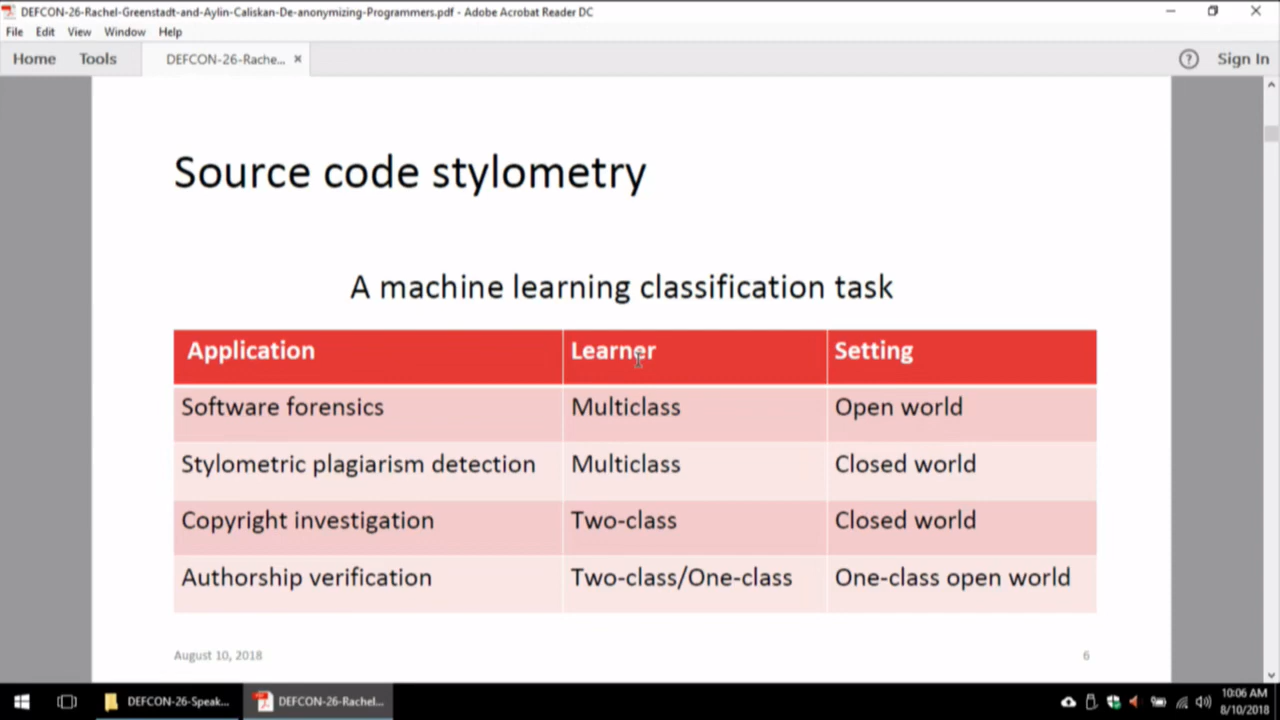 DEFCON-26-Rachel-Greenstadt-and-Aylin-Caliskan-De-anonymizing-Programmers.pdf - Adobe Acrobat Reader DC
File Edit View Window Help
Home Tools DEFCON-26-Rache... Sign In
Source code stylometry
A machine learning classification task
Application Learner Setting
Software forensics Multiclass Open world
Stylometric plagiarism detection Multiclass Closed world
Copyright investigation Two-class Closed world
Authorship verification Two-class/One-class One-class open world
August 10, 2018 6
DEFCON-26-Speak... DEFCON-26-Rachel... 10:06 AM
8/10/2018